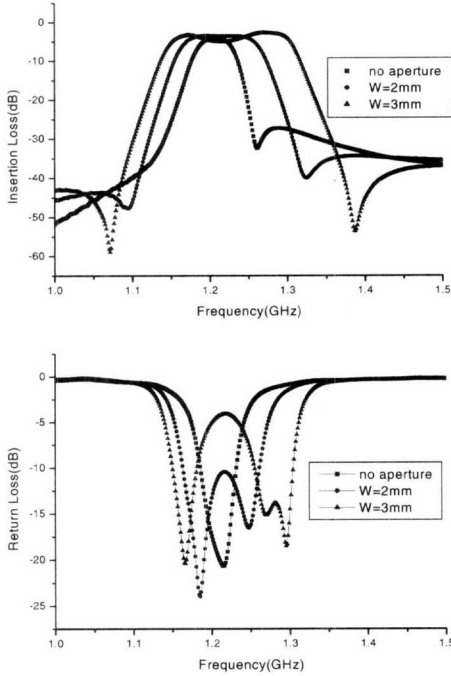 0
-10
-20
-30
-40
-50
-60
Insertion Loss(dB)
no aperture
W=2mm
W=3mm
1.0
1.1
1.2
1.3
1.4
1.5
Frequency(GHz)
0
-5
-10
-15
-20
-25
Return Loss(dB)
no aperture
W=2mm
W=3mm
1.0
1.1
1.2
1.3
1.4
1.5
Frequency(GHz)